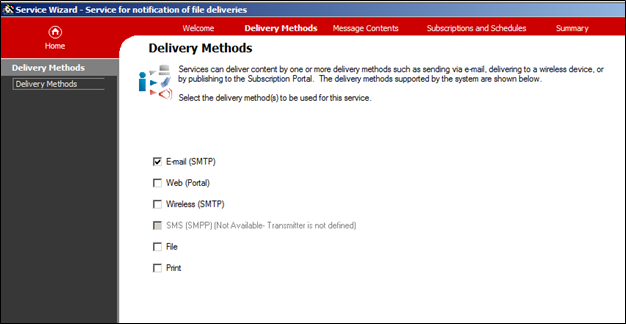 Service Wizard - Service for notification of file deliveries
Home
Welcome
Delivery Methods
Message Contents
Subscriptions and Schedules
Summary
Delivery Methods
Delivery Methods
Delivery Methods
Services can deliver content by one or more delivery methods such as sending via e-mail, delivering to a wireless device, or
by publishing to the Subscription Portal. The delivery methods supported by the system are shown below.
Select the delivery method(s) to be used for this service.
E-mail (SMTP)
Web (Portal)
Wireless (SMTP)
SMS (SMPP) (Not Available- Transmitter is not defined)
File
Print